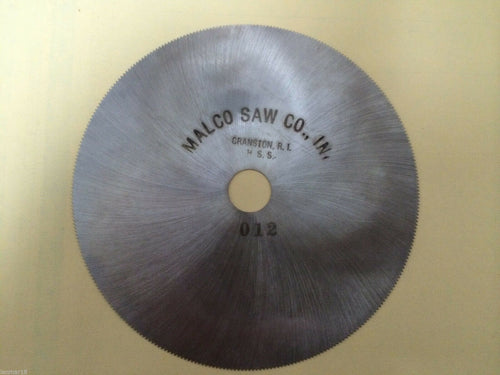 MALCO SAW CO., IN.
CRANSTON, R. I.
H S. S.
012